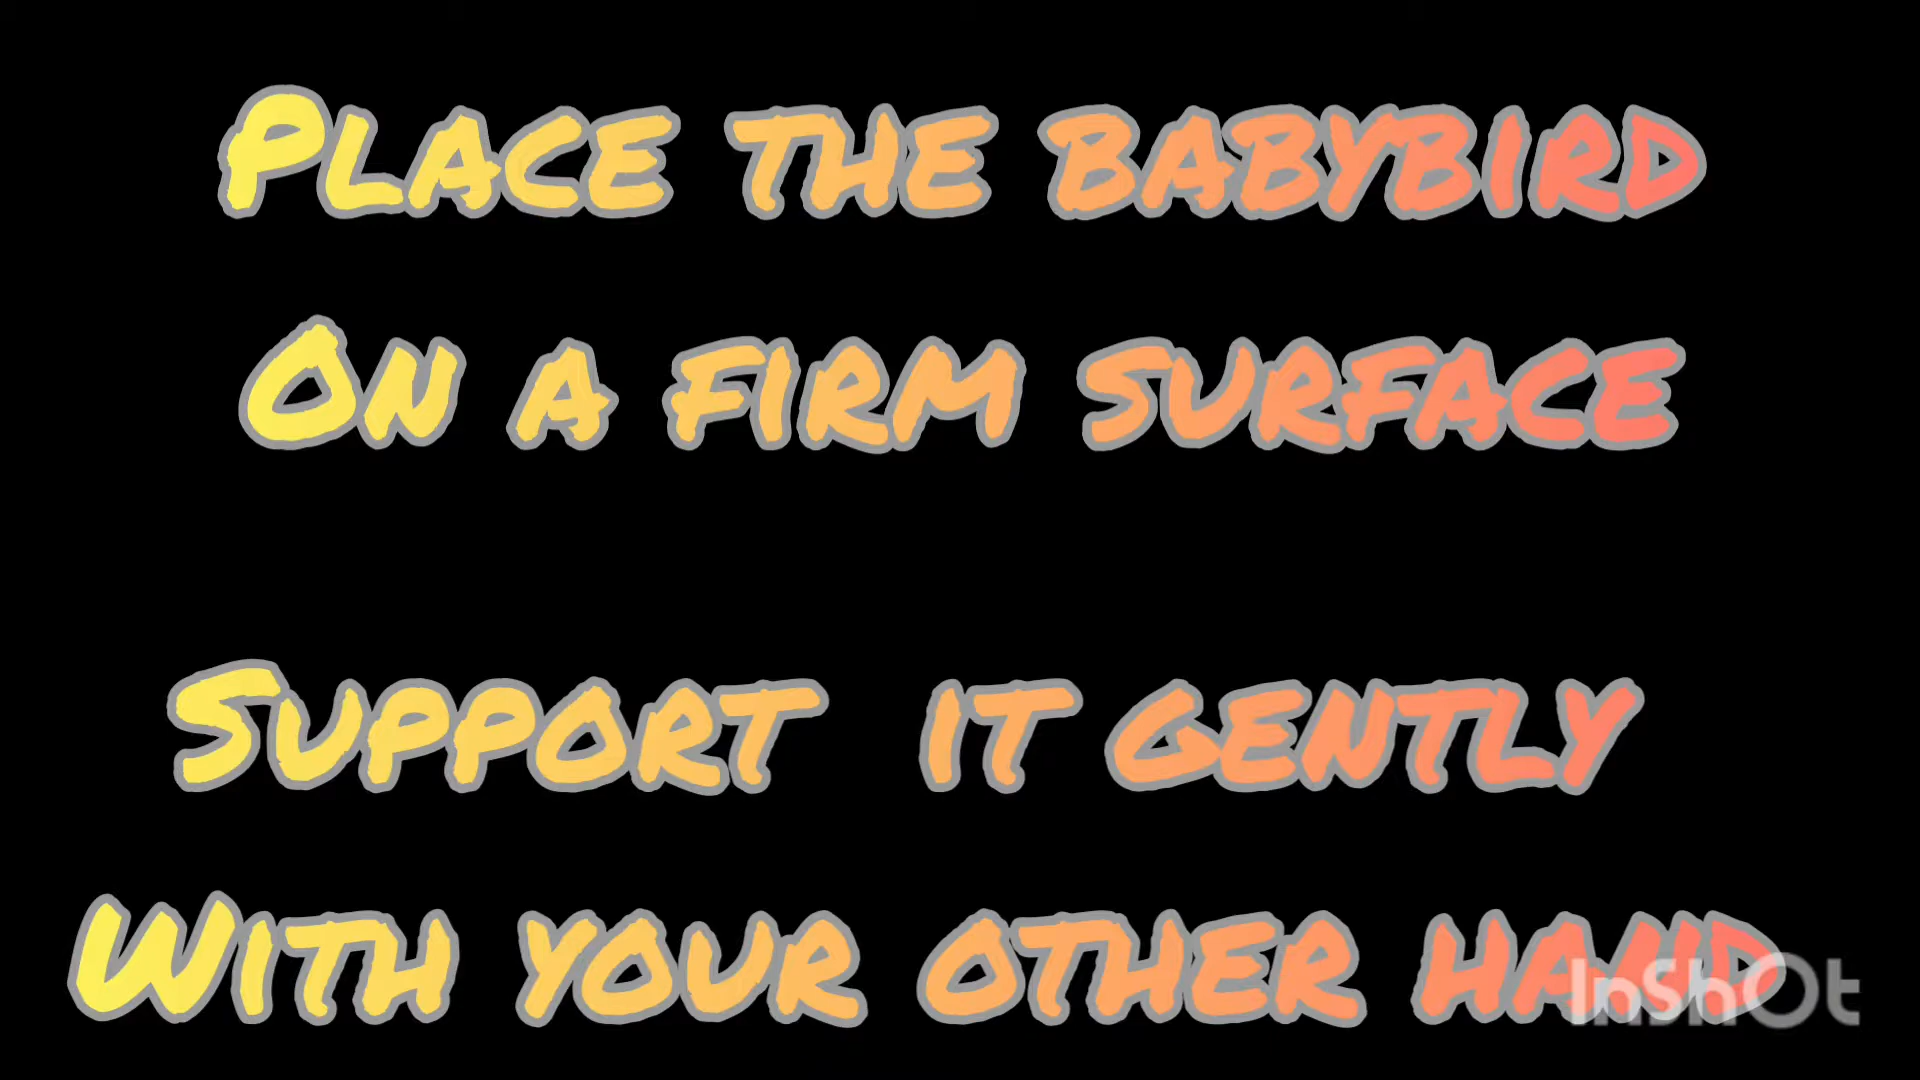 Place the babybird
On a firm surface
Support it gently
With your other hand
InShOt